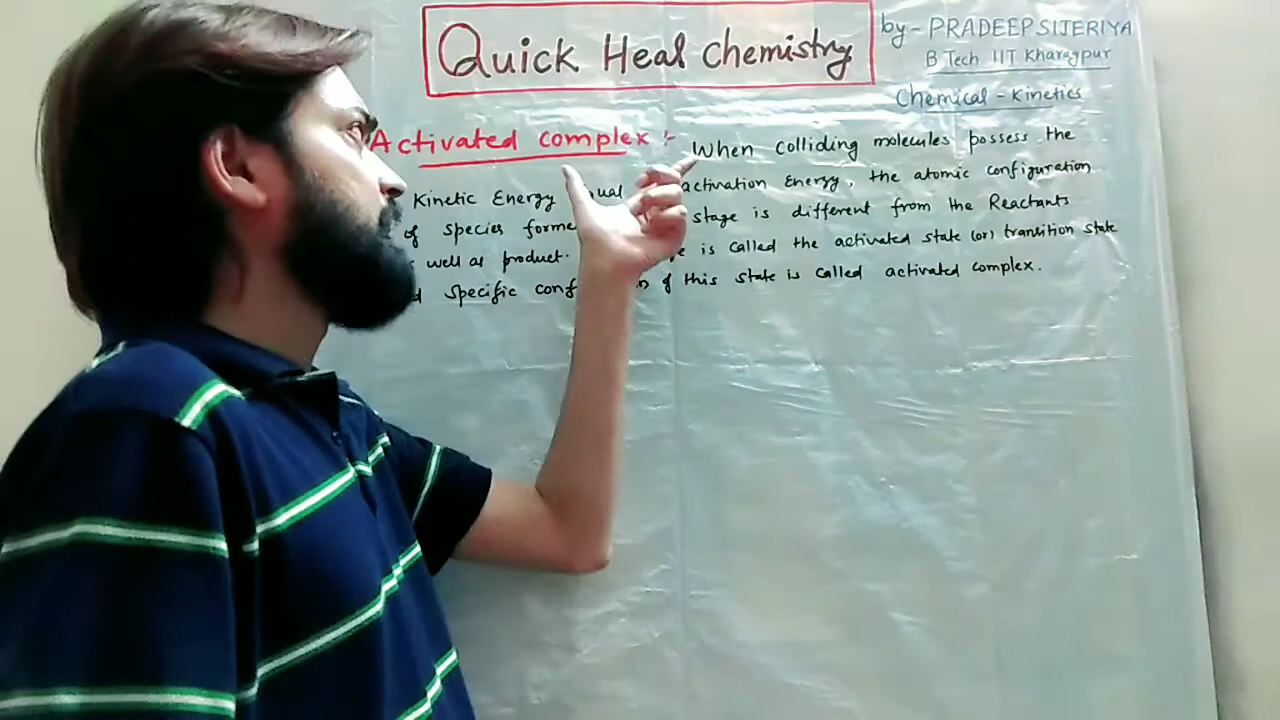 Quick Heal Chemistry
by - PRADEEP SIJERIYA
B Tech IIT Kharagpur
Chemical - Kinetics
Activated complex :- When colliding molecules possess the
Kinetic Energy activation Energy, the atomic configuration
of species stage is different from the Reactants
well as product. is called the activated state (or) transition state
Specific of this state is called activated complex.